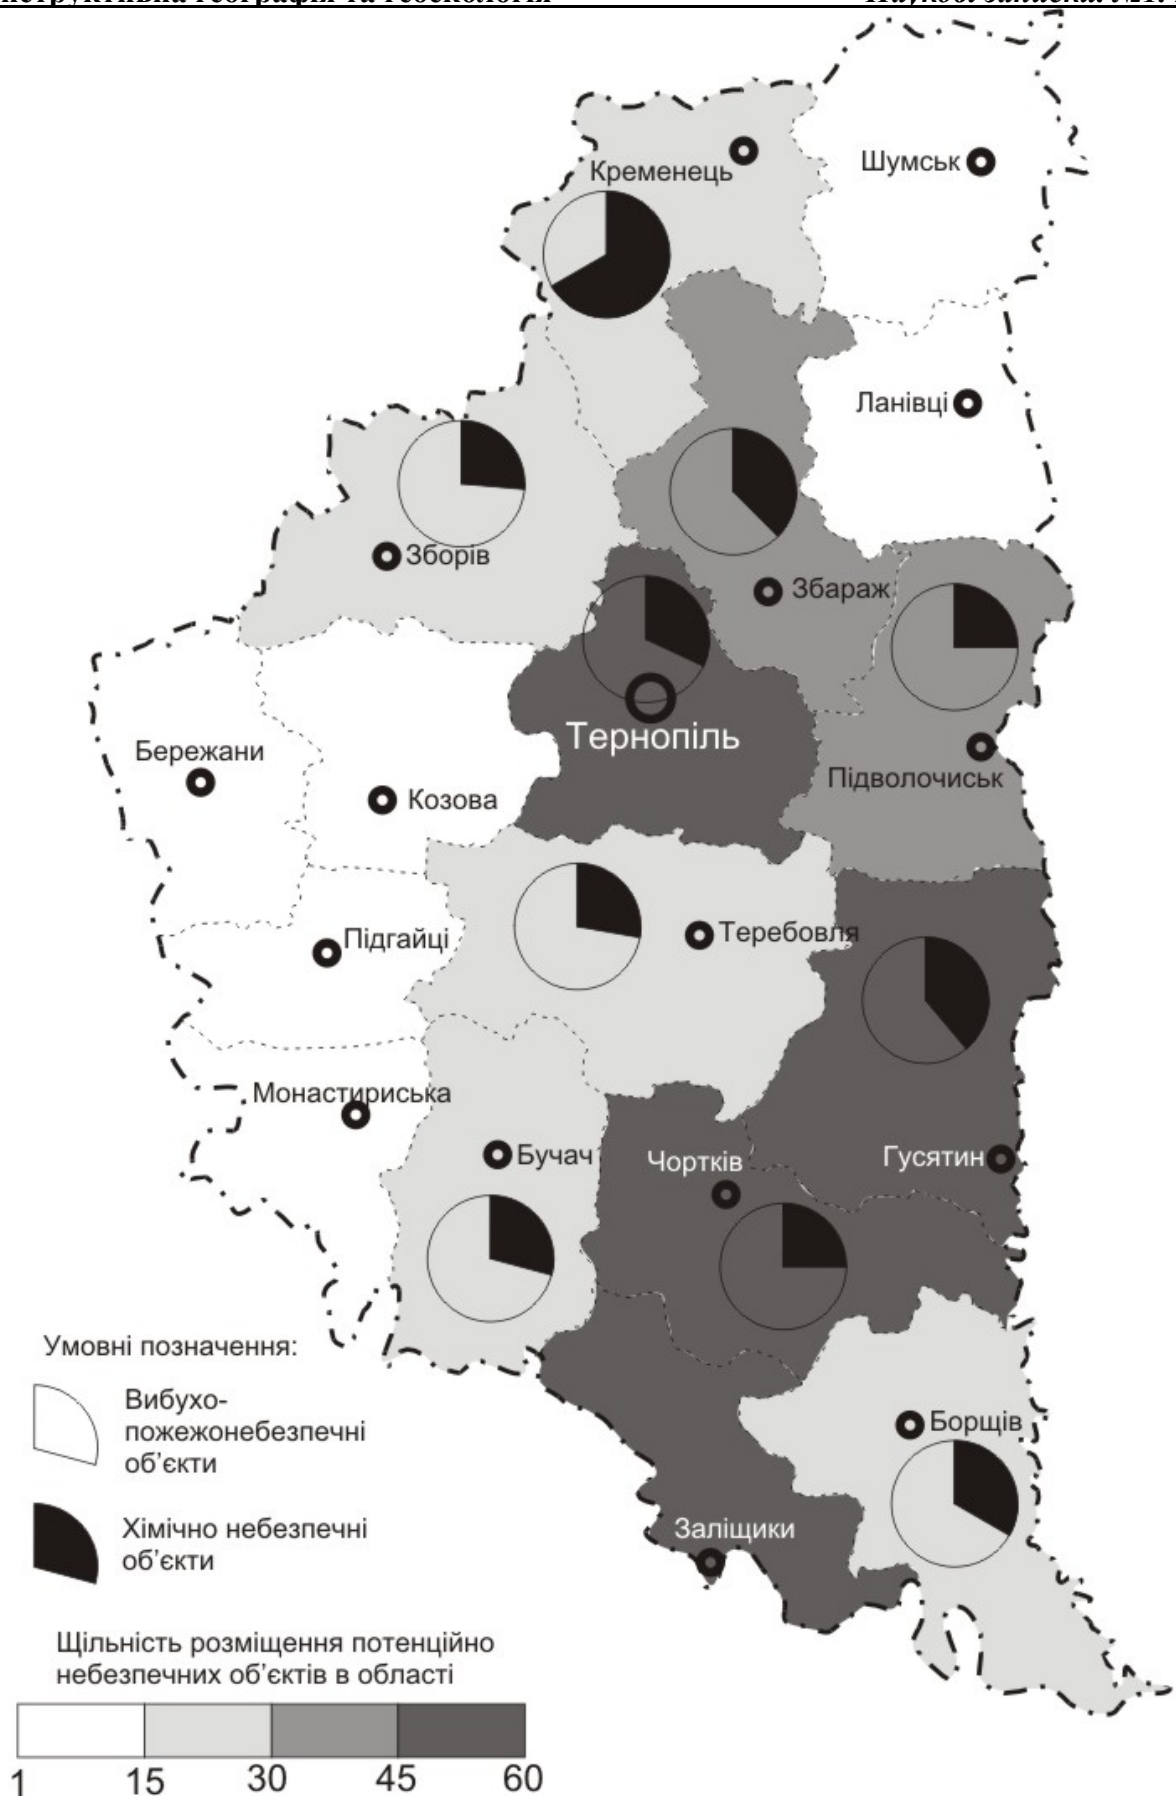 Кременець
Шумськ
Ланівці
Зборів
Збараж
Тернопіль
Бережани
Козова
Підволочиськ
Підгайці
Теребовля
Монастириська
Бучач
Чортків
Гусятин
Борщів
Заліщики
Умовні позначення:
Вибухо-
пожежонебезпечні
об’єкти
Хімічно небезпечні
об’єкти
Щільність розміщення потенційно
небезпечних об’єктів в області
1 15 30 45 60